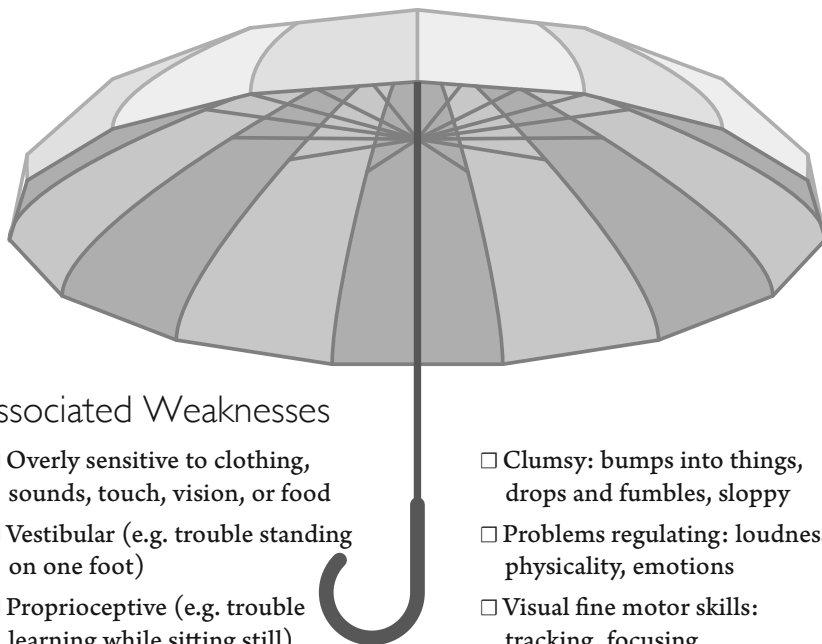 ssociated Weaknesses
☐ Overly sensitive to clothing,
sounds, touch, vision, or food
Vestibular (e.g. trouble standing
on one foot)
Proprioceptive (e.g. trouble
learning while sitting still)
☐ Clumsy: bumps into things,
drops and fumbles, sloppy
☐ Problems regulating: loudnes
physicality, emotions
☐ Visual fine motor skills:
tracking, focusing